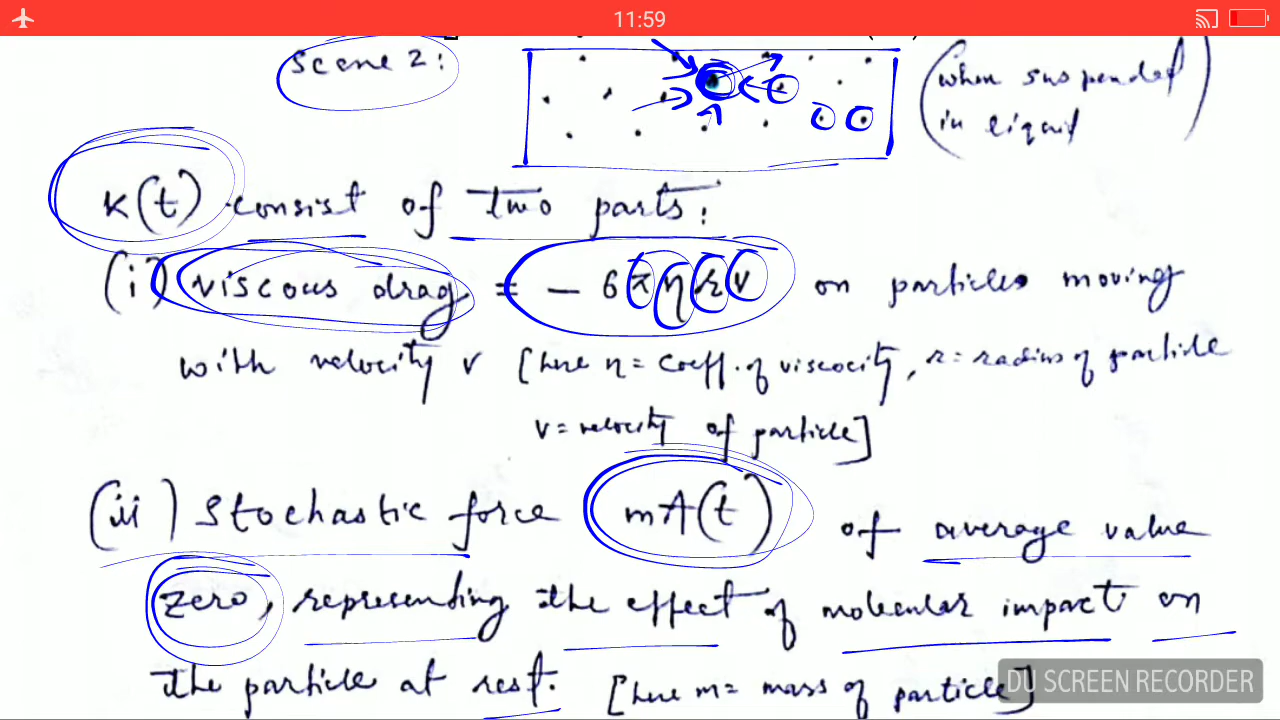 11:59
Scene 2:
(when suspended
in liquid)
K(t) consist of two parts:
(i) viscous drag = - 6πηrv on particles moving
with velocity v [here η= coeff. of viscocity, r= radius of particle
v= velocity of particle]
(ii) Stochastic force mA(t) of average value
zero, representing the effect of molecular impact on
the particle at rest. [here m= mass of particle]
DU SCREEN RECORDER